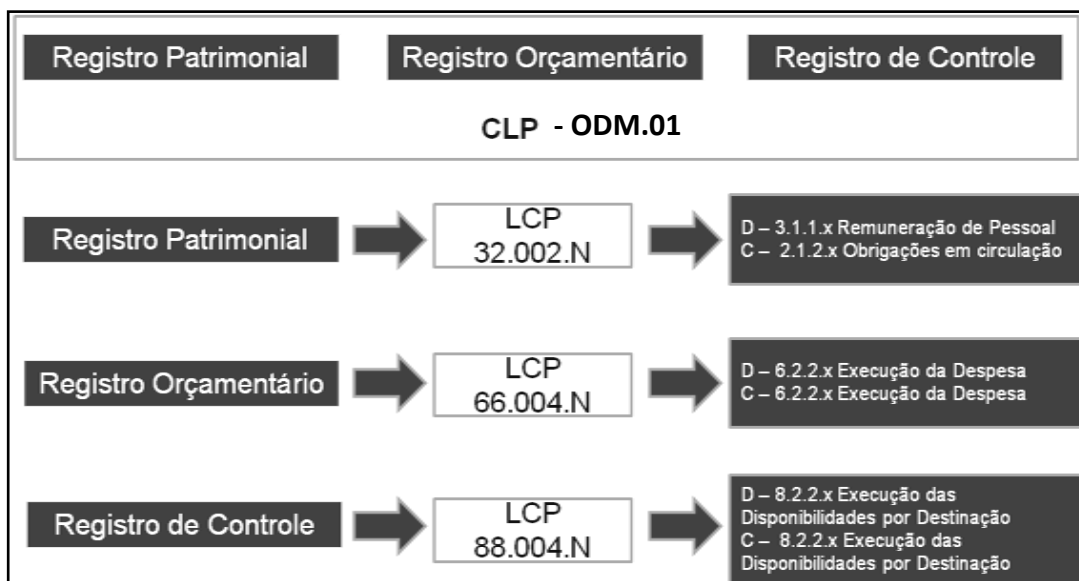 Registro Patrimonial
Registro Orçamentário
Registro de Controle
CLP - ODM.01
Registro Patrimonial
LCP
32.002.N
D – 3.1.1.x Remuneração de Pessoal
C – 2.1.2.x Obrigações em circulação
Registro Orçamentário
LCP
66.004.N
D – 6.2.2.x Execução da Despesa
C – 6.2.2.x Execução da Despesa
Registro de Controle
LCP
88.004.N
D – 8.2.2.x Execução das
Disponibilidades por Destinação
C – 8.2.2.x Execução das
Disponibilidades por Destinação